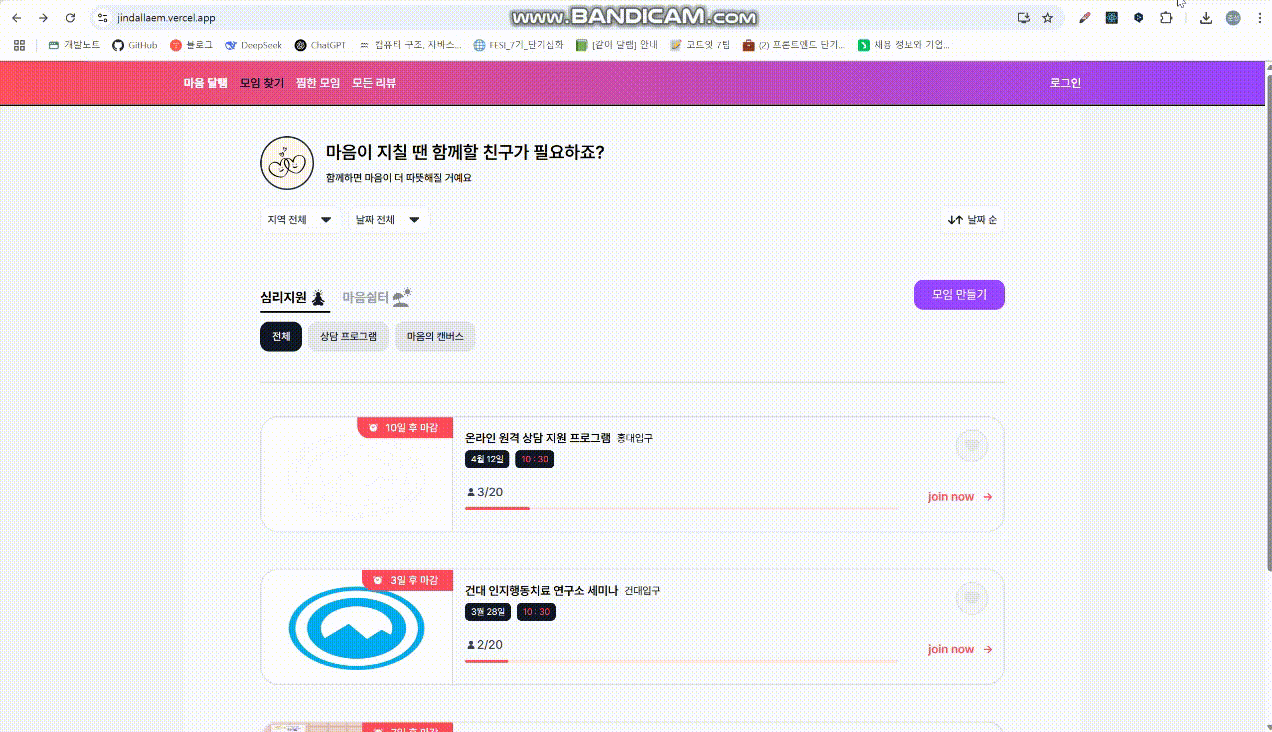 jindallaem.vercel.app
www.BANDICAM.com
개발노트 GitHub 블로그 DeepSeek ChatGPT 컴퓨터 구조, 자바스... FESI_7기_단기심화 [같이 달램] 안내 코드잇 7팀 (2) 프론트엔드 단기... 채용 정보와 기업...
마음 달램 모임 찾기 찜한 모임 모든 리뷰 로그인
마음이 지칠 땐 함께할 친구가 필요하죠?
함께하면 마음이 더 따뜻해질 거예요
지역 전체 날짜 전체 날짜 순
심리지원 마음쉼터 모임 만들기
전체 상담 프로그램 마음의 캔버스
10일 후 마감
온라인 원격 상담 지원 프로그램 홍대입구
4월 12일 10 : 30
3/20
join now
3일 후 마감
건대 인지행동치료 연구소 세미나 건대입구
3월 28일 10 : 30
2/20
join now
7일 후 마감